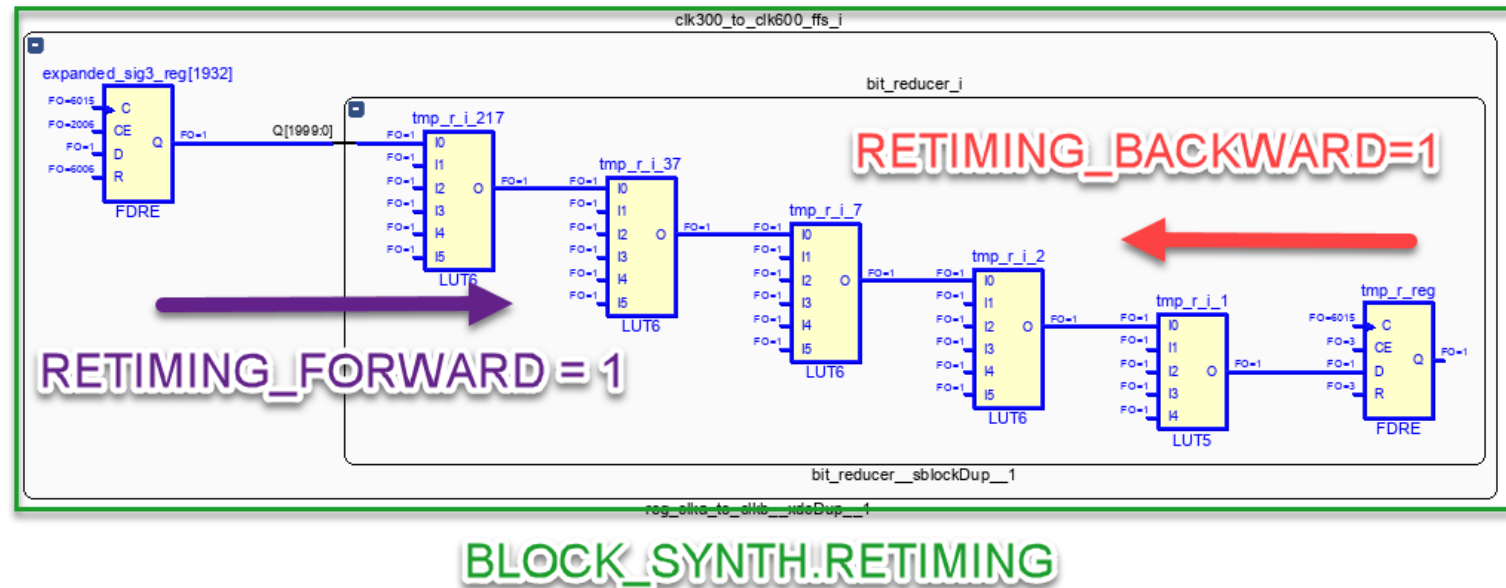 clk300_to_clk600_ffs_i
expanded_sig3_reg[1932]
FO=6015
C
FO=2006
CE
FO=1
D
FO=6006
R
Q
FO=1
FDRE
Q[1999:0]
bit_reducer_i
tmp_r_i_217
FO=1
I0
FO=1
I1
FO=1
I2
O
FO=1
FO=1
I3
FO=1
I4
FO=1
I5
LUT6
tmp_r_i_37
FO=1
I0
FO=1
I1
FO=1
I2
O
FO=1
FO=1
I3
FO=1
I4
FO=1
I5
LUT6
tmp_r_i_7
FO=1
I0
FO=1
I1
FO=1
I2
O
FO=1
FO=1
I3
FO=1
I4
FO=1
I5
LUT6
tmp_r_i_2
FO=1
I0
FO=1
I1
FO=1
I2
O
FO=1
FO=1
I3
FO=1
I4
FO=1
I5
LUT6
tmp_r_i_1
FO=1
I0
FO=1
I1
FO=1
I2
O
FO=1
FO=1
I3
FO=1
I4
LUT5
tmp_r_reg
FO=6015
C
FO=3
CE
Q
FO=1
FO=1
D
FO=3
R
FDRE
RETIMING_BACKWARD=1
RETIMING_FORWARD = 1
bit_reducer__sblockDup__1
reg_clka_to_clkb__xdcDup__1
BLOCK_SYNTH.RETIMING